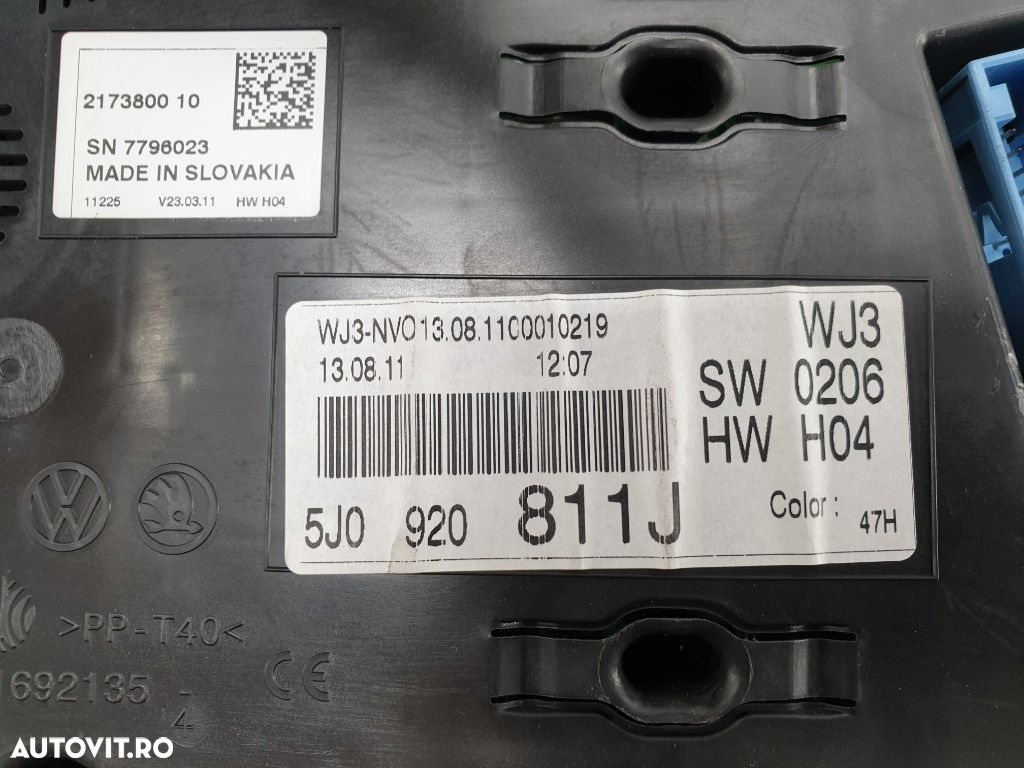 2173800 10
SN 7796023
MADE IN SLOVAKIA
11225 V23.03.11 HW H04
WJ3-NVO13.08.1100010219
13.08.11 12:07
WJ3
SW 0206
HW H04
5J0 920 811J
Color: 47H
>PP-T40<
1692135 -
4
CE
AUTOVIT.RO